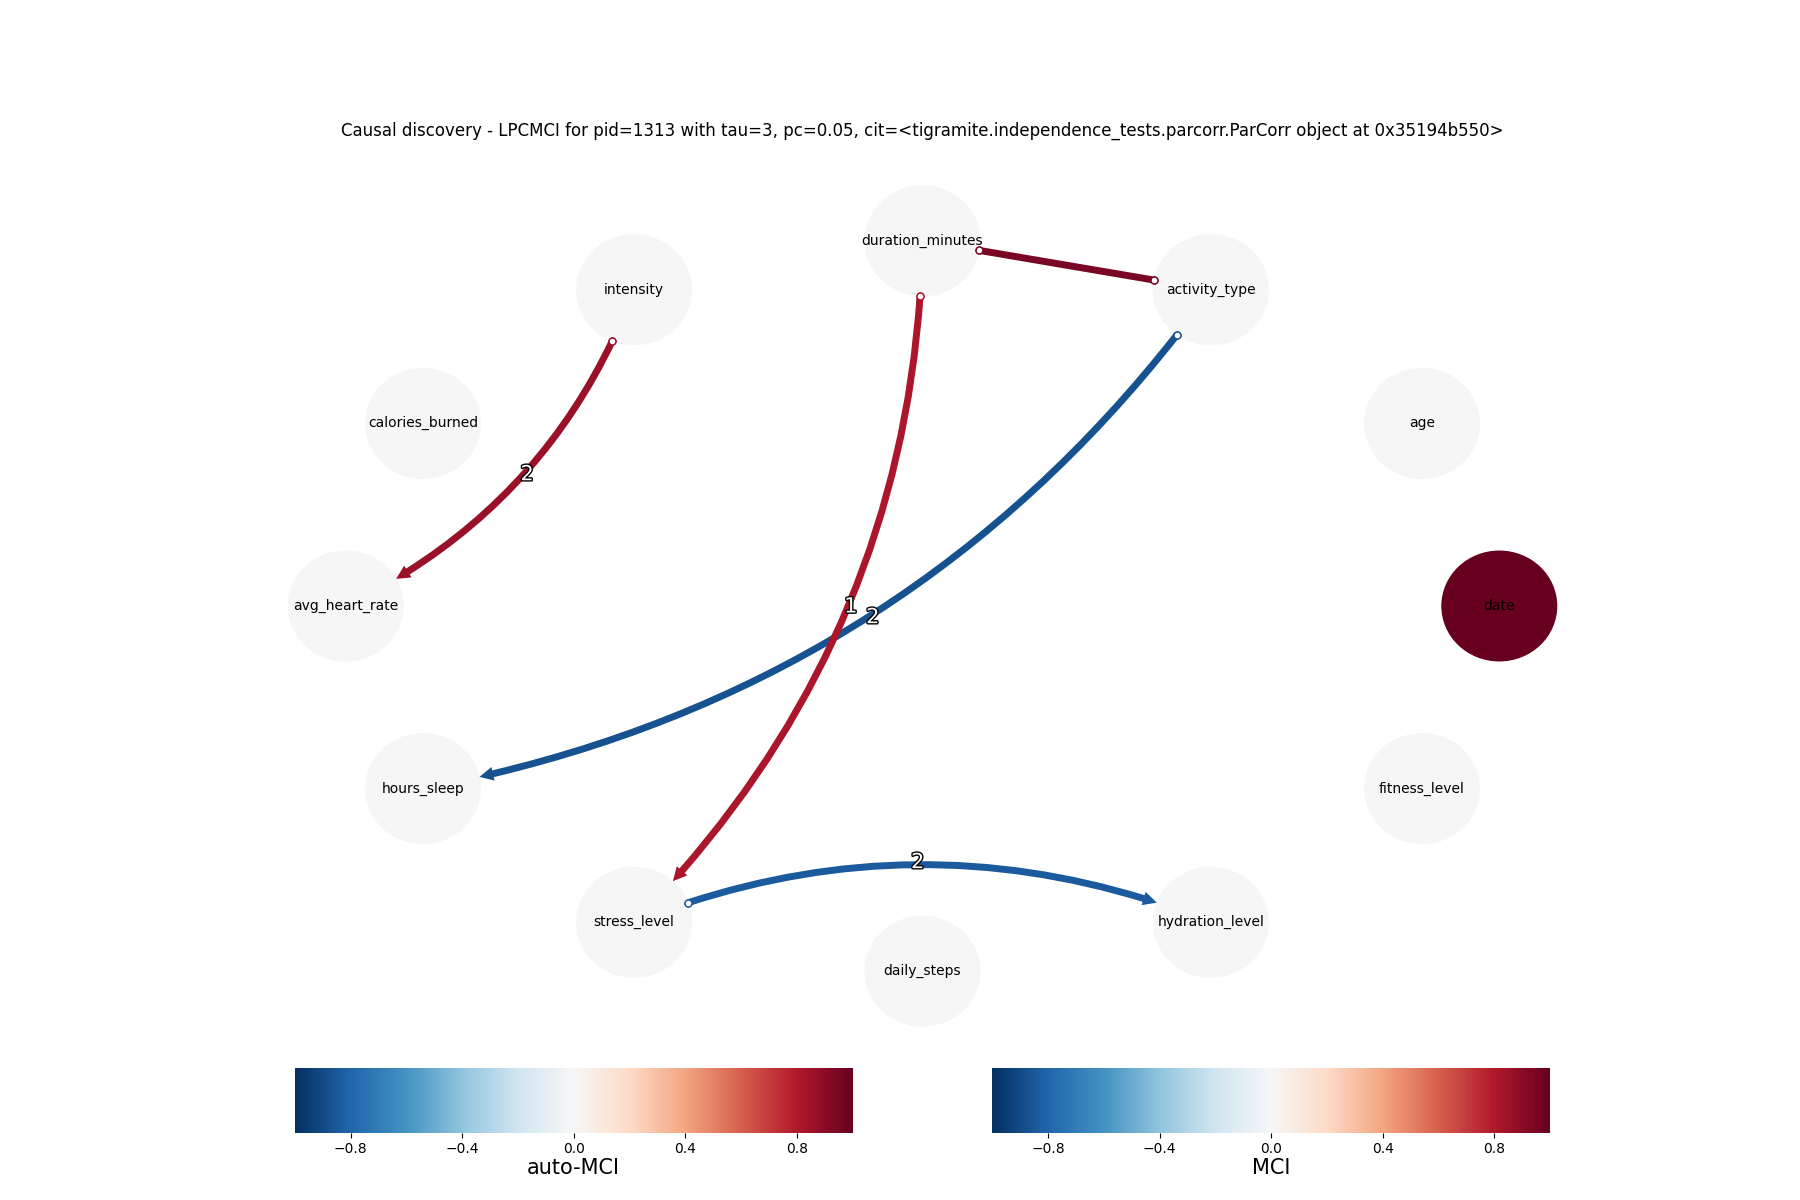 Causal discovery - LPCMCI for pid=1313 with tau=3, pc=0.05, cit=<tigramite.independence_tests.parcorr.ParCorr object at 0x35194b550>
duration_minutes
intensity
activity_type
calories_burned
age
2
avg_heart_rate
date
1
2
hours_sleep
fitness_level
2
stress_level
hydration_level
daily_steps
−0.8 −0.4 0.0 0.4 0.8
auto-MCI
−0.8 −0.4 0.0 0.4 0.8
MCI